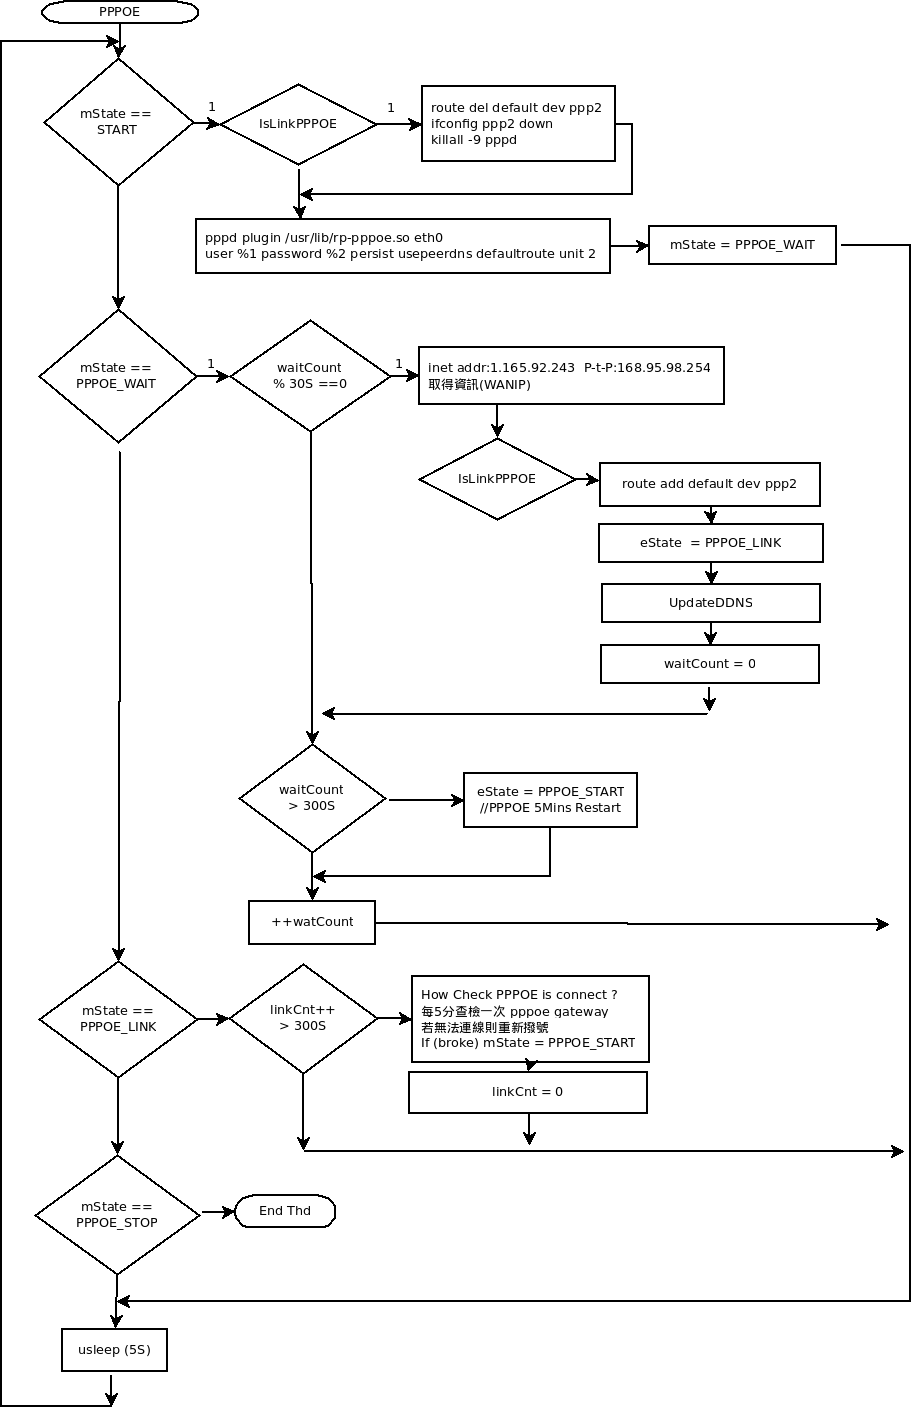 PPPOE
mState ==
START
1
IsLinkPPPOE
1
route del default dev ppp2
ifconfig ppp2 down
killall -9 pppd
pppd plugin /usr/lib/rp-pppoe.so eth0
user %1 password %2 persist usepeerdns defaultroute unit 2
mState = PPPOE_WAIT
mState ==
PPPOE_WAIT
1
waitCount
% 30S ==0
1
inet addr:1.165.92.243  P-t-P:168.95.98.254
取得資訊(WANIP)
IsLinkPPPOE
route add default dev ppp2
eState  = PPPOE_LINK
UpdateDDNS
waitCount = 0
waitCount
> 300S
eState = PPPOE_START
//PPPOE 5Mins Restart
++watCount
mState ==
PPPOE_LINK
linkCnt++
> 300S
How Check PPPOE is connect ?
每5分查檢一次 pppoe gateway
若無法連線則重新撥號
If (broke) mState = PPPOE_START
linkCnt = 0
mState ==
PPPOE_STOP
End Thd
usleep (5S)